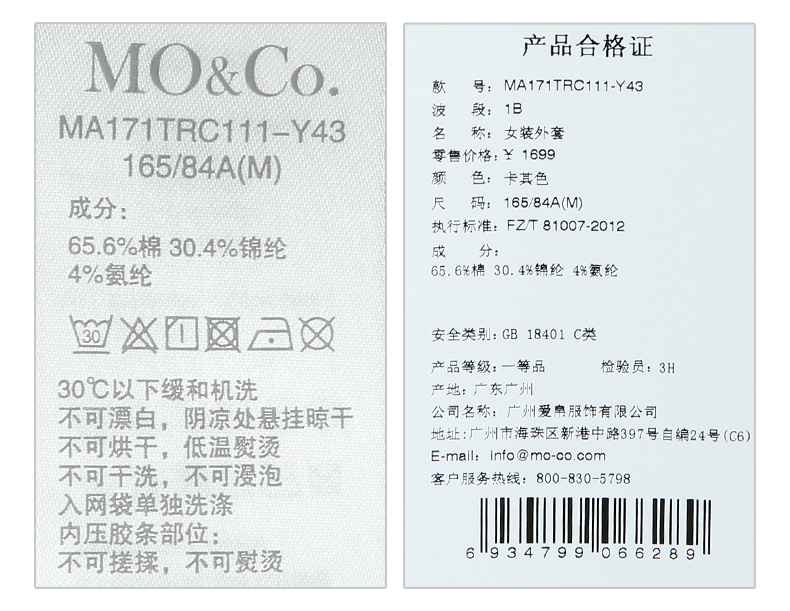 MO&Co.
MA171TRC111-Y43
165/84A(M)
成分:
65.6%棉 30.4%锦纶
4%氨纶
30
30℃以下缓和机洗
不可漂白，阴凉处悬挂晾干
不可烘干，低温熨烫
不可干洗，不可浸泡
入网袋单独洗涤
内压胶条部位:
不可搓揉，不可熨烫
产品合格证
款 号: MA171TRC111-Y43
波 段: 1B
名 称: 女装外套
零售价格: ¥ 1699
颜 色: 卡其色
尺 码: 165/84A(M)
执行标准: FZ/T 81007-2012
成 分:
65.6%棉 30.4%锦纶 4%氨纶
安全类别: GB 18401 C类
产品等级: 一等品 检验员: 3H
产地: 广东广州
公司名称: 广州爱帛服饰有限公司
地址:广州市海珠区新港中路397号自编24号(C6)
E-mail: info@mo-co.com
客户服务热线: 800-830-5798
6 934799 066289